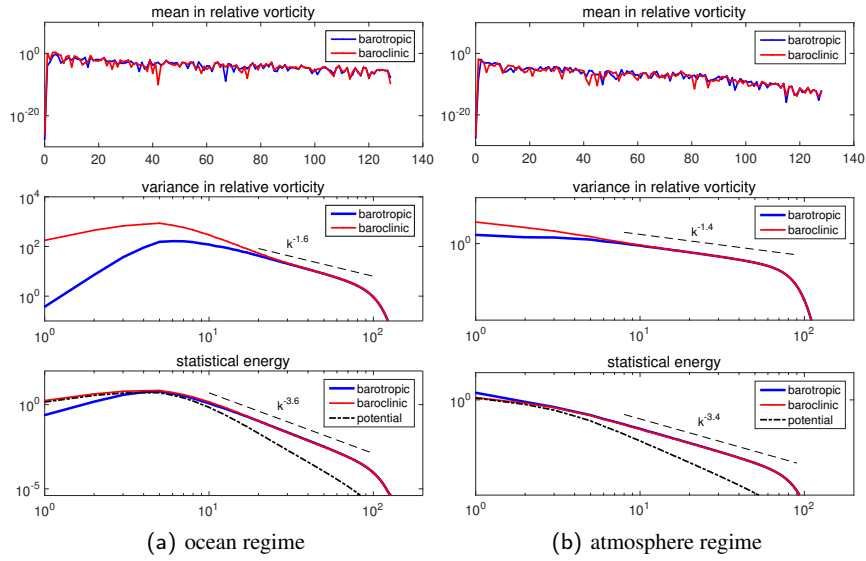 mean in relative vorticity
barotropic
baroclinic
10^0
10^-20
0 20 40 60 80 100 120 140
variance in relative vorticity
barotropic
baroclinic
k^-1.6
10^4
10^2
10^0
10^0 10^1 10^2
statistical energy
barotropic
baroclinic
potential
k^-3.6
10^0
10^-5
10^0 10^1 10^2
(a) ocean regime
mean in relative vorticity
barotropic
baroclinic
10^0
10^-20
0 20 40 60 80 100 120 140
variance in relative vorticity
barotropic
baroclinic
k^-1.4
10^0
10^0 10^1 10^2
statistical energy
barotropic
baroclinic
potential
k^-3.4
10^0
10^0 10^1 10^2
(b) atmosphere regime